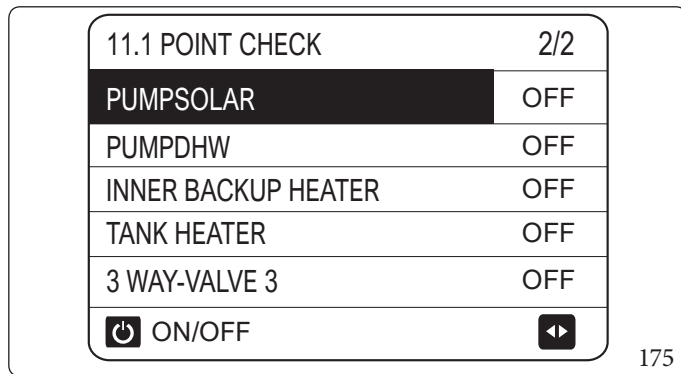 11.1 POINT CHECK 2/2
PUMPSOLAR OFF
PUMPDHW OFF
INNER BACKUP HEATER OFF
TANK HEATER OFF
3 WAY-VALVE 3 OFF
ON/OFF
175